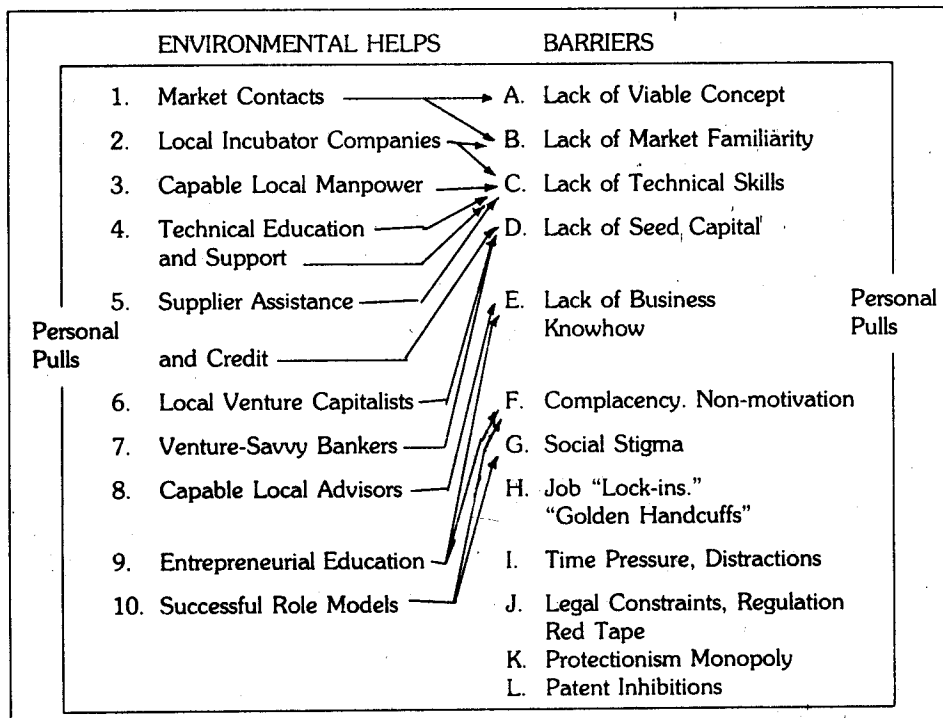 ENVIRONMENTAL HELPS
BARRIERS
1. Market Contacts
2. Local Incubator Companies
3. Capable Local Manpower
4. Technical Education
and Support
5. Supplier Assistance
and Credit
6. Local Venture Capitalists
7. Venture-Savvy Bankers
8. Capable Local Advisors
9. Entrepreneurial Education
10. Successful Role Models
A. Lack of Viable Concept
B. Lack of Market Familiarity
C. Lack of Technical Skills
D. Lack of Seed Capital
E. Lack of Business
Knowhow
F. Complacency. Non-motivation
G. Social Stigma
H. Job "Lock-ins."
"Golden Handcuffs"
I. Time Pressure, Distractions
J. Legal Constraints, Regulation
Red Tape
K. Protectionism Monopoly
L. Patent Inhibitions
Personal
Pulls
Personal
Pulls